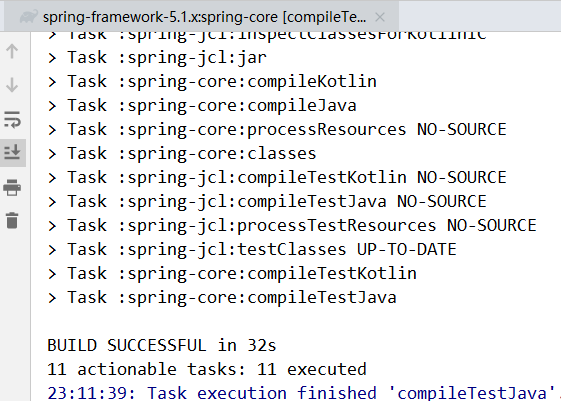 spring-framework-5.1.x:spring-core [compileTe...
> Task :spring-jcl:inspectClassesForKotlinIC
> Task :spring-jcl:jar
> Task :spring-core:compileKotlin
> Task :spring-core:compileJava
> Task :spring-core:processResources NO-SOURCE
> Task :spring-core:classes
> Task :spring-jcl:compileTestKotlin NO-SOURCE
> Task :spring-jcl:compileTestJava NO-SOURCE
> Task :spring-jcl:processTestResources NO-SOURCE
> Task :spring-jcl:testClasses UP-TO-DATE
> Task :spring-core:compileTestKotlin
> Task :spring-core:compileTestJava
BUILD SUCCESSFUL in 32s
11 actionable tasks: 11 executed
23:11:39: Task execution finished 'compileTestJava'.